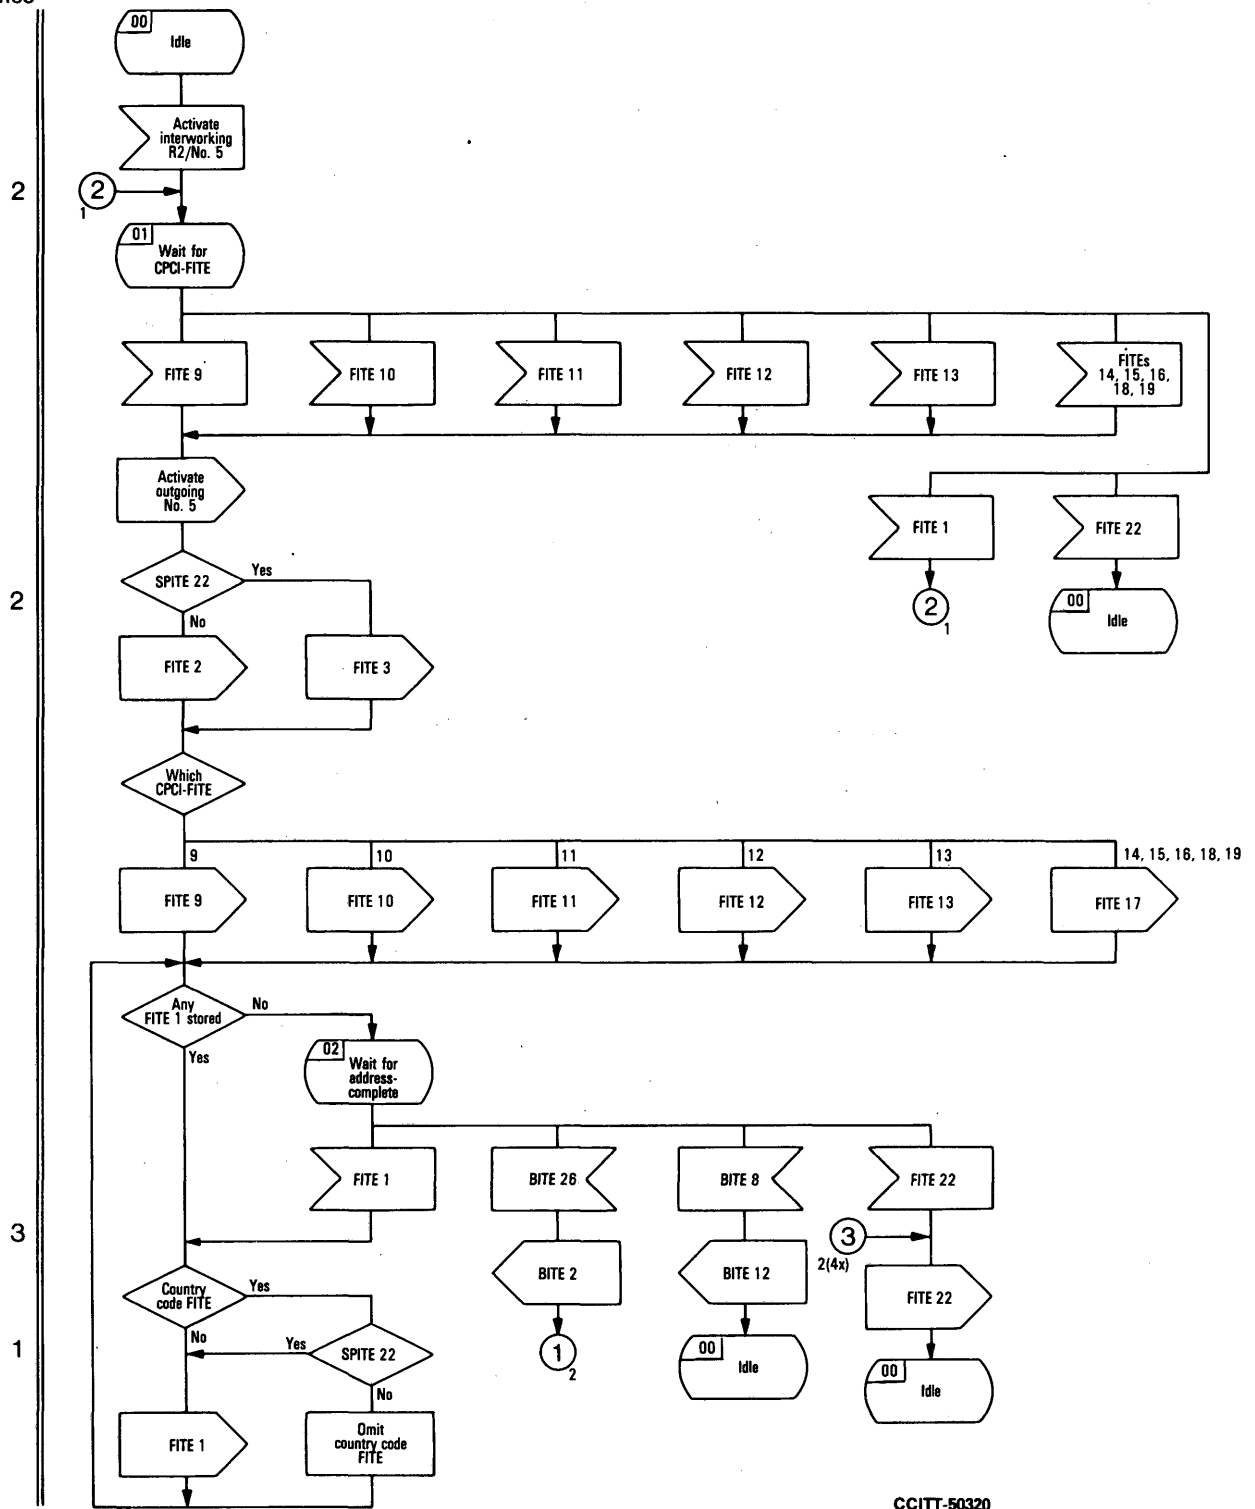 00
Idle
Activate
interworking
R2/No. 5
2
2
1
01
Wait for
CPCI-FITE
FITE 9
FITE 10
FITE 11
FITE 12
FITE 13
FITEs
14, 15, 16,
18, 19
Activate
outgoing
No. 5
FITE 1
FITE 22
SPITE 22
Yes
No
2
2
1
00
Idle
FITE 2
FITE 3
Which
CPCI-FITE
9
10
11
12
13
14, 15, 16, 18, 19
FITE 9
FITE 10
FITE 11
FITE 12
FITE 13
FITE 17
Any
FITE 1 stored
No
Yes
02
Wait for
address-
complete
FITE 1
BITE 26
BITE 8
FITE 22
3
3
2(4x)
BITE 2
BITE 12
FITE 22
Country
code FITE
Yes
No
1
Yes
SPITE 22
No
1
2
00
Idle
00
Idle
FITE 1
Omit
country code
FITE
CCITT-50320